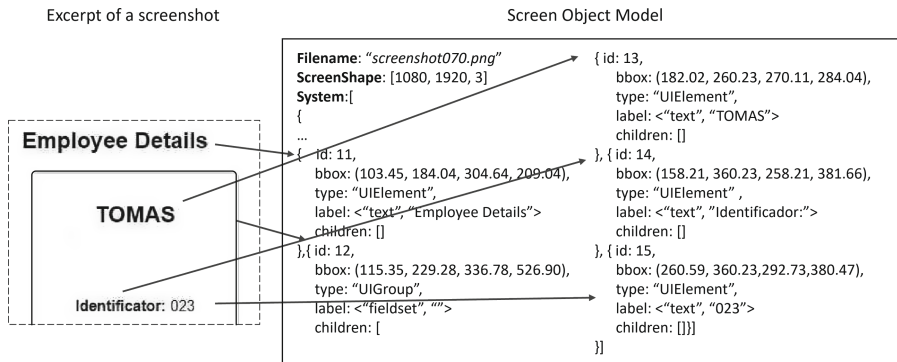 Excerpt of a screenshot
Screen Object Model
Employee Details
TOMAS
Identificator: 023
Filename: “screenshot070.png”
ScreenShape: [1080, 1920, 3]
System:[
{
...
{ id: 11,
bbox: (103.45, 184.04, 304.64, 209.04),
type: “UIElement”,
label: <“text”, “Employee Details”>
children: []
},{ id: 12,
bbox: (115.35, 229.28, 336.78, 526.90),
type: “UIGroup”,
label: <“fieldset”, “”>
children: [
{ id: 13,
bbox: (182.02, 260.23, 270.11, 284.04),
type: “UIElement”,
label: <“text”, “TOMAS”>
children: []
}, { id: 14,
bbox: (158.21, 360.23, 258.21, 381.66),
type: “UIElement” ,
label: <“text”, ”Identificador:”>
children: []
}, { id: 15,
bbox: (260.59, 360.23,292.73,380.47),
type: “UIElement”,
label: <“text”, “023”>
children: []}]
}]